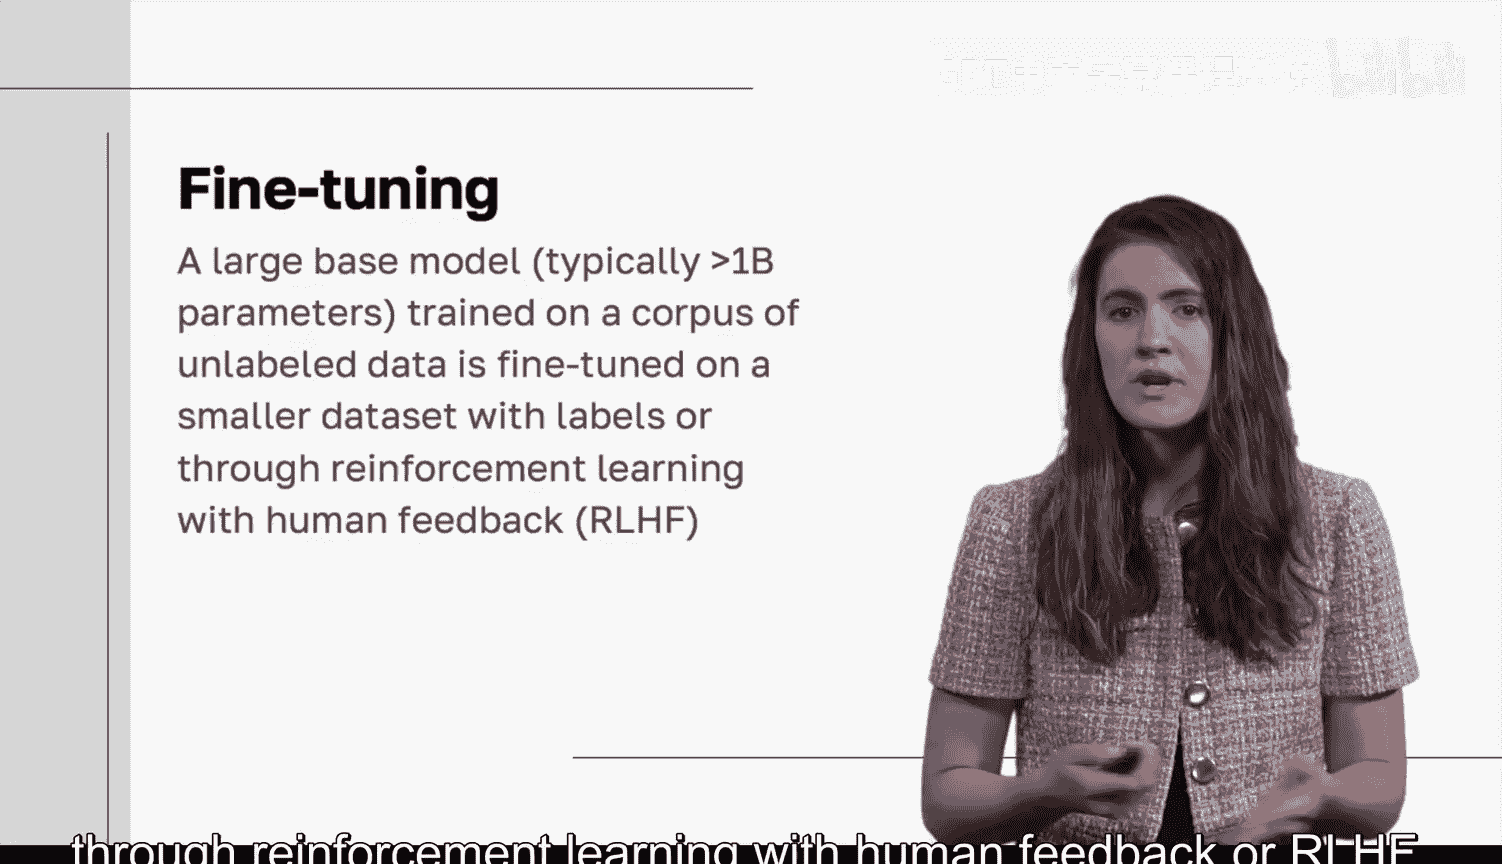 Fine-tuning
A large base model (typically >1B
parameters) trained on a corpus of
unlabeled data is fine-tuned on a
smaller dataset with labels or
through reinforcement learning
with human feedback (RLHF)
through reinforcement learning with human feedback or RLHF